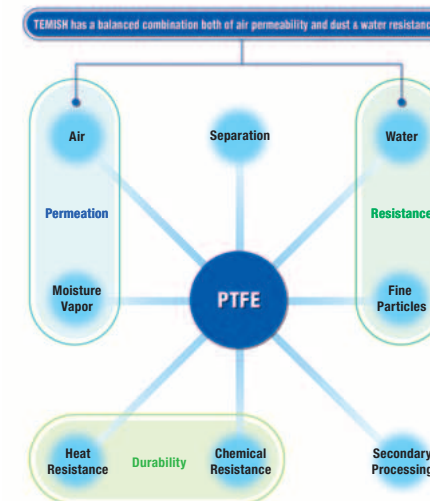 TEMISH has a balanced combination both of air permeability and dust & water resistanc
Air
Separation
Water
Permeation
Resistance
Moisture
Vapor
PTFE
Fine
Particles
Heat
Resistance
Durability
Chemical
Resistance
Secondary
Processing